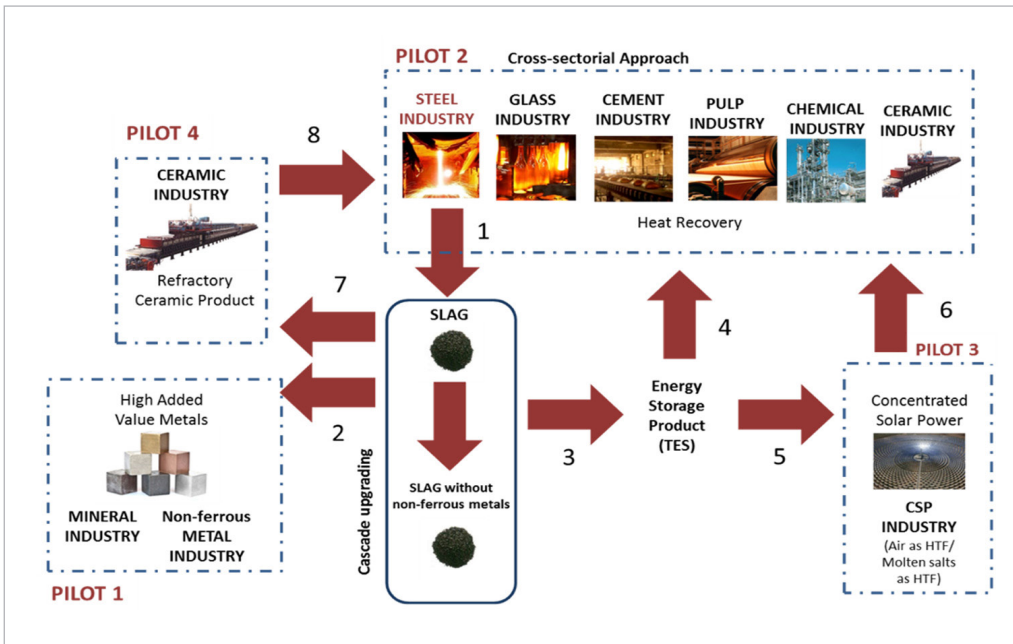 PILOT 2
Cross-sectorial Approach
STEEL
INDUSTRY
GLASS
INDUSTRY
CEMENT
INDUSTRY
PULP
INDUSTRY
CHEMICAL
INDUSTRY
CERAMIC
INDUSTRY
Heat Recovery
PILOT 4
CERAMIC
INDUSTRY
Refractory
Ceramic Product
8
1
7
SLAG
2
Cascade upgrading
SLAG without
non-ferrous metals
High Added
Value Metals
MINERAL
INDUSTRY
Non-ferrous
METAL
INDUSTRY
PILOT 1
3
Energy
Storage
Product
(TES)
4
5
6
PILOT 3
Concentrated
Solar Power
CSP
INDUSTRY
(Air as HTF/
Molten salts
as HTF)